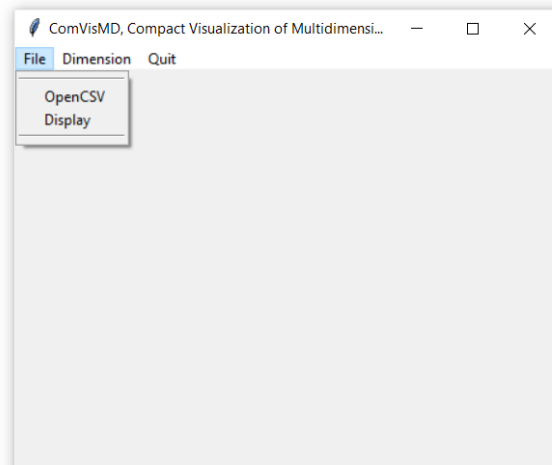 ComVisMD, Compact Visualization of Multidimensi...
File Dimension Quit
OpenCSV
Display